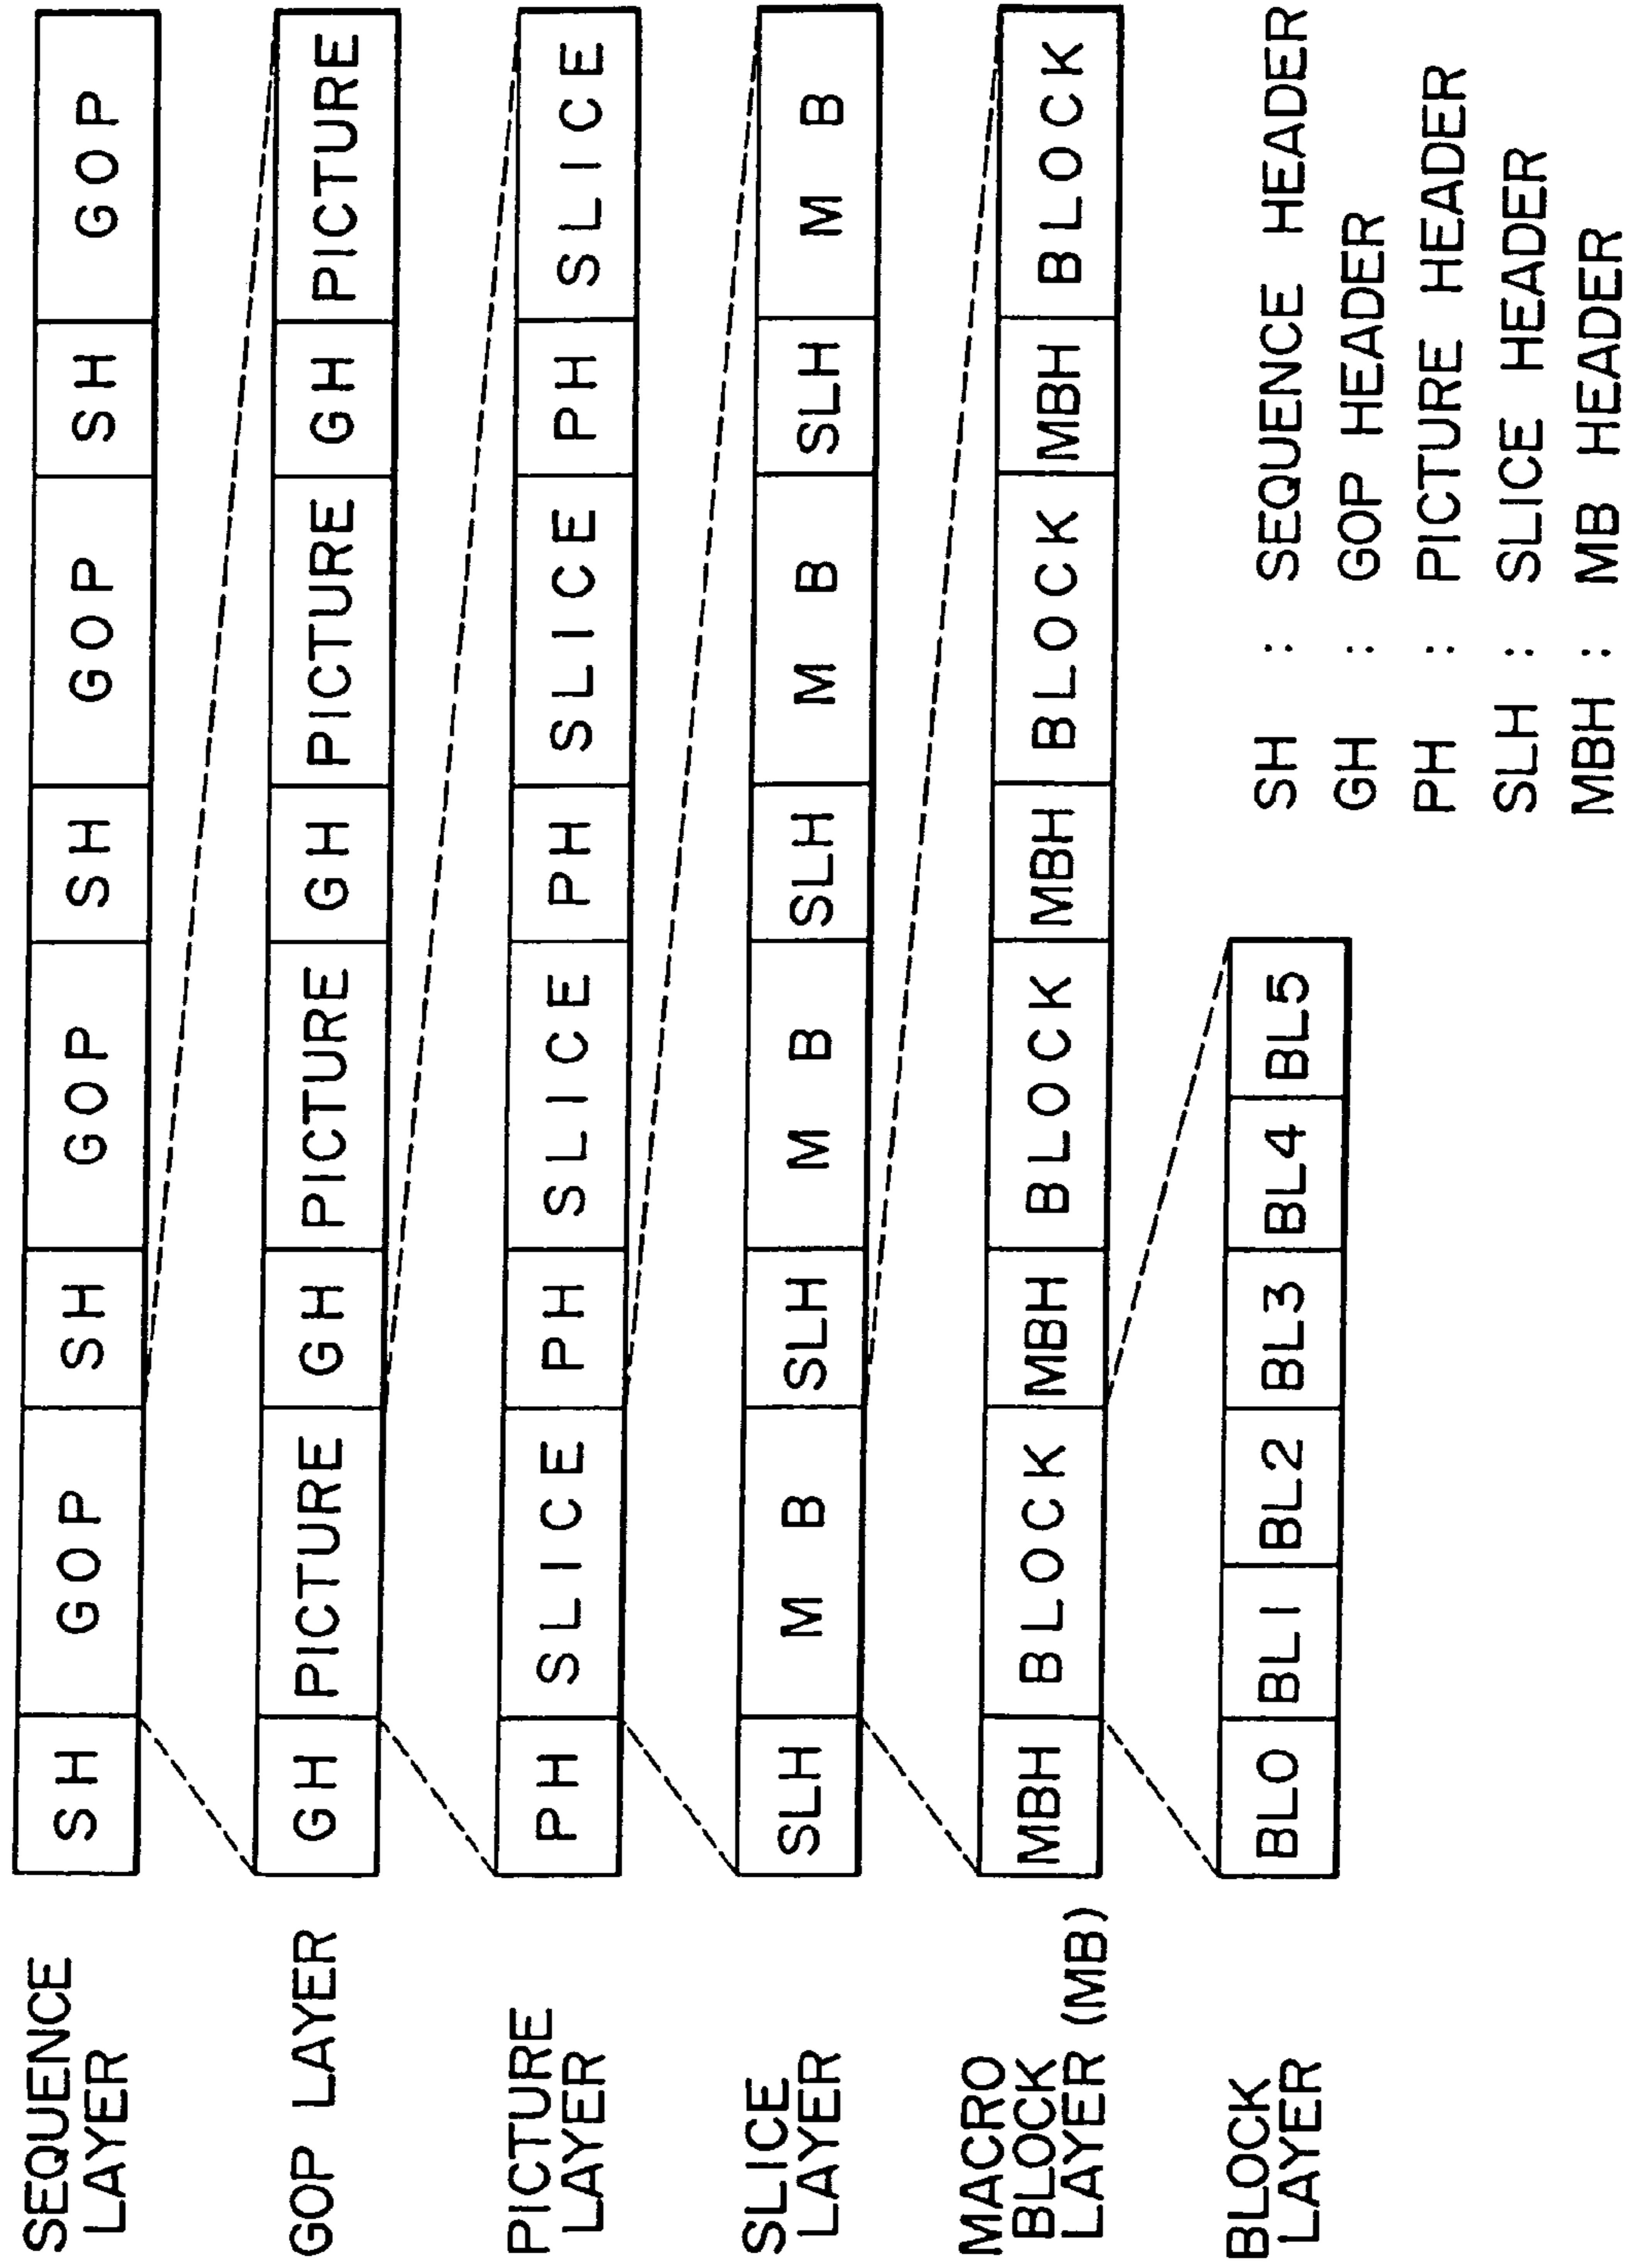 SEQUENCE
LAYER
SH GOP SH GOP SH GOP SH GOP
GOP LAYER
GH PICTURE GH PICTURE GH PICTURE GH PICTURE
PICTURE
LAYER
PH SLICE PH SLICE PH SLICE PH SLICE
SLICE
LAYER
SLH MB SLH MB SLH MB SLH MB
MACRO
BLOCK
LAYER (MB)
MBH BLOCK MBH BLOCK MBH BLOCK MBH BLOCK
BLOCK
LAYER
BL0 BL1 BL2 BL3 BL4 BL5
SH : SEQUENCE HEADER
GH : GOP HEADER
PH : PICTURE HEADER
SLH : SLICE HEADER
MBH : MB HEADER